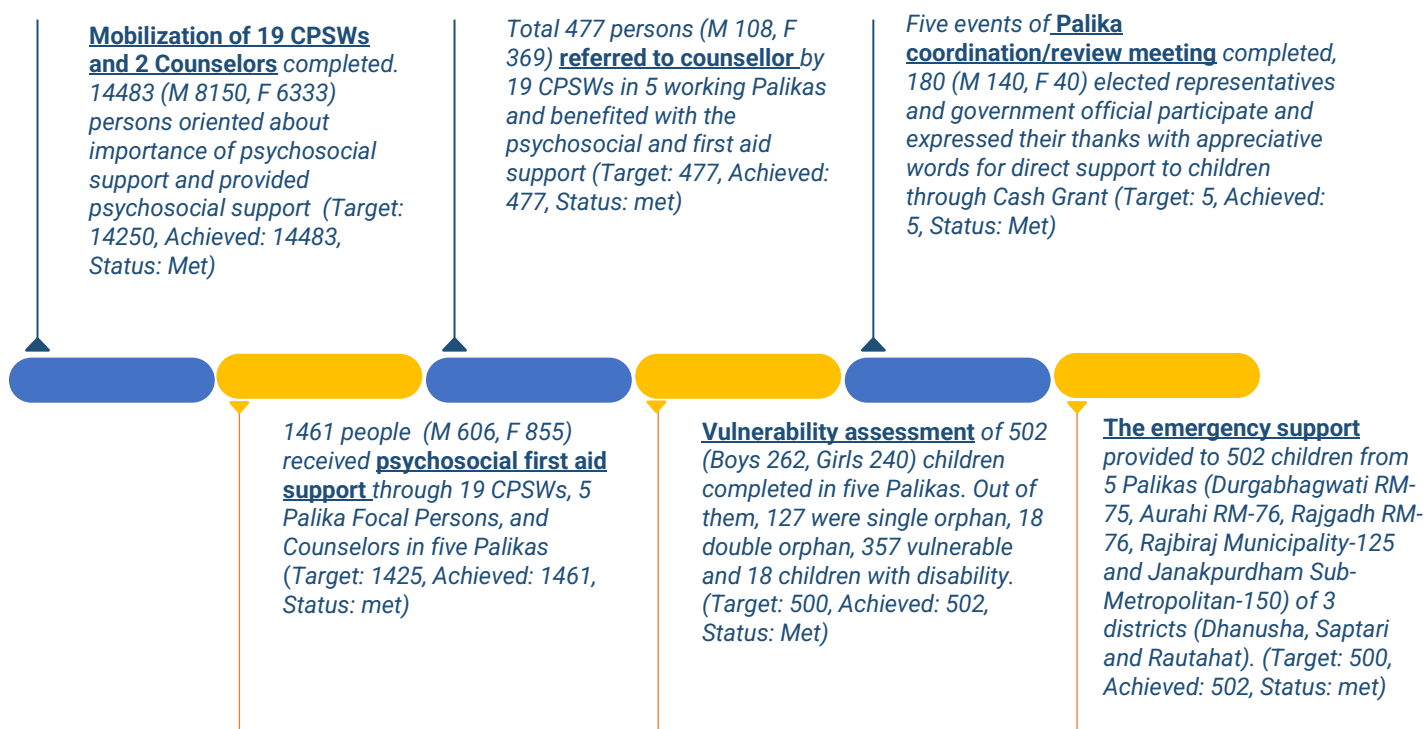 Mobilization of 19 CPSWs
and 2 Counselors completed.
14483 (M 8150, F 6333)
persons oriented about
importance of psychosocial
support and provided
psychosocial support (Target:
14250, Achieved: 14483,
Status: Met)
1461 people (M 606, F 855)
received psychosocial first aid
support through 19 CPSWs, 5
Palika Focal Persons, and
Counselors in five Palikas
(Target: 1425, Achieved: 1461,
Status: met)
Total 477 persons (M 108, F
369) referred to counsellor by
19 CPSWs in 5 working Palikas
and benefited with the
psychosocial and first aid
support (Target: 477, Achieved:
477, Status: met)
Vulnerability assessment of 502
(Boys 262, Girls 240) children
completed in five Palikas. Out of
them, 127 were single orphan, 18
double orphan, 357 vulnerable
and 18 children with disability.
(Target: 500, Achieved: 502,
Status: Met)
Five events of Palika
coordination/review meeting completed,
180 (M 140, F 40) elected representatives
and government official participate and
expressed their thanks with appreciative
words for direct support to children
through Cash Grant (Target: 5, Achieved:
5, Status: Met)
The emergency support
provided to 502 children from
5 Palikas (Durgabhagwati RM-
75, Aurahi RM-76, Rajgadh RM-
76, Rajbiraj Municipality-125
and Janakpurdham Sub-
Metropolitan-150) of 3
districts (Dhanusha, Saptari
and Rautahat). (Target: 500,
Achieved: 502, Status: met)